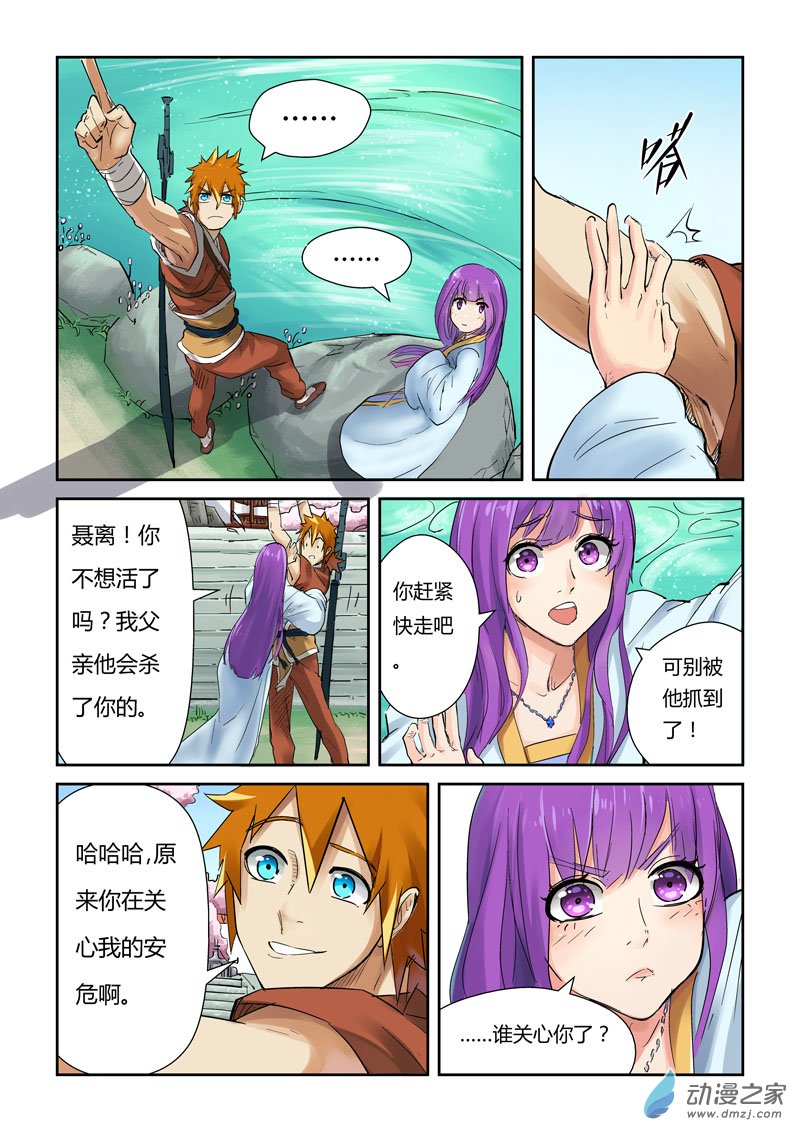 ……
……
嗒
聂离！你
不想活了
吗？我父
亲他会杀
了你的。
你赶紧
快走吧
。
可别被
他抓到
了！
哈哈哈,原
来你在关
心我的安
危啊。
……谁关心你了？
动漫之家
www.dmzj.com